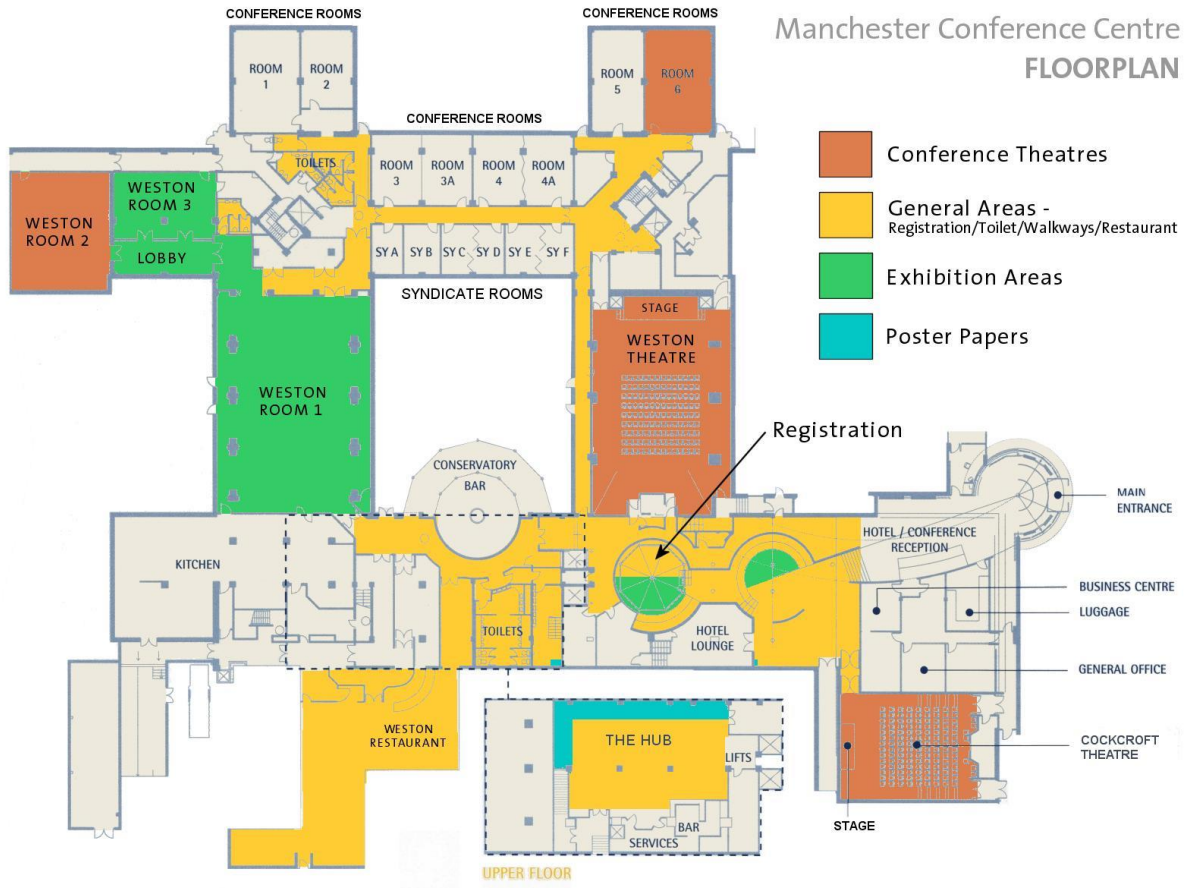 CONFERENCE ROOMS
CONFERENCE ROOMS
Manchester Conference Centre
FLOORPLAN
ROOM
1
ROOM
2
ROOM
5
ROOM
6
CONFERENCE ROOMS
Conference Theatres
TOILETS
ROOM
3
ROOM
3A
ROOM
4
ROOM
4A
WESTON
ROOM 3
WESTON
ROOM 2
General Areas -
Registration/Toilet/Walkways/Restaurant
LOBBY
SY A
SY B
SY C
SY D
SY E
SY F
Exhibition Areas
SYNDICATE ROOMS
STAGE
WESTON
THEATRE
Poster Papers
WESTON
ROOM 1
Registration
CONSERVATORY
BAR
MAIN
ENTRANCE
HOTEL / CONFERENCE
RECEPTION
KITCHEN
BUSINESS CENTRE
LUGGAGE
TOILETS
HOTEL
LOUNGE
GENERAL OFFICE
WESTON
RESTAURANT
THE HUB
LIFTS
COCKCROFT
THEATRE
BAR
SERVICES
STAGE
UPPER FLOOR